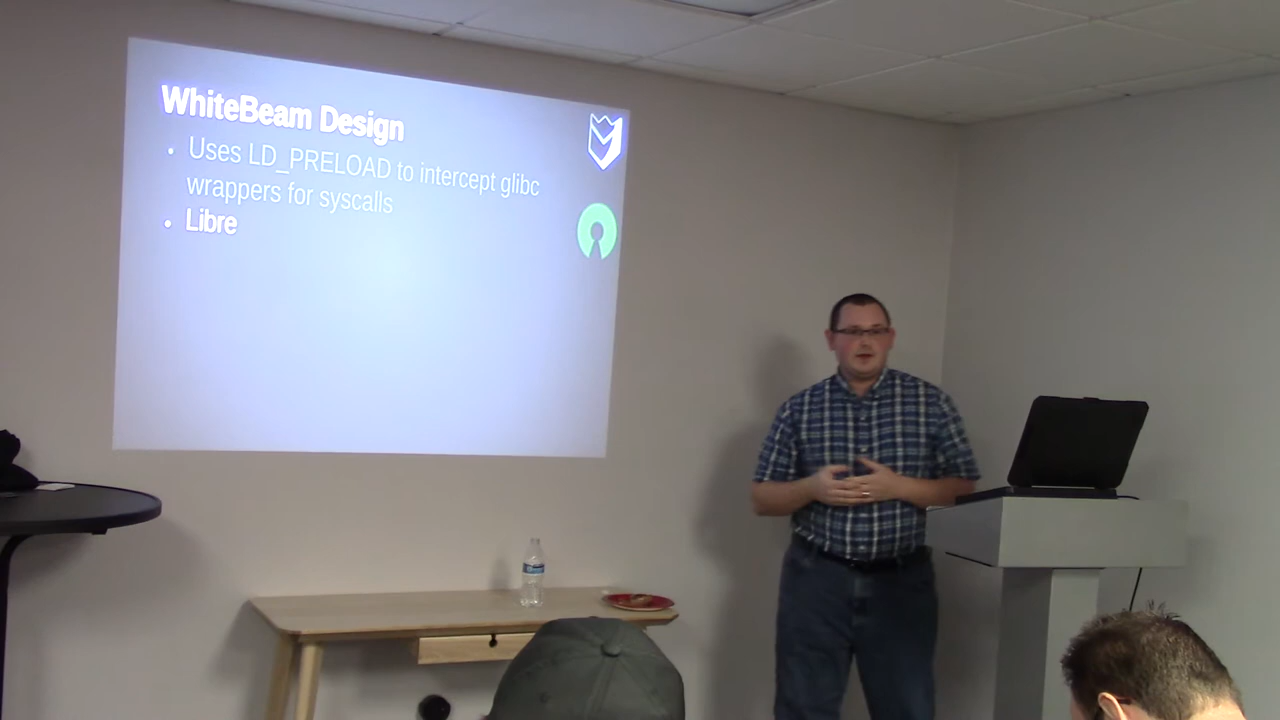 WhiteBeam Design
• Uses LD_PRELOAD to intercept glibc
wrappers for syscalls
• Libre